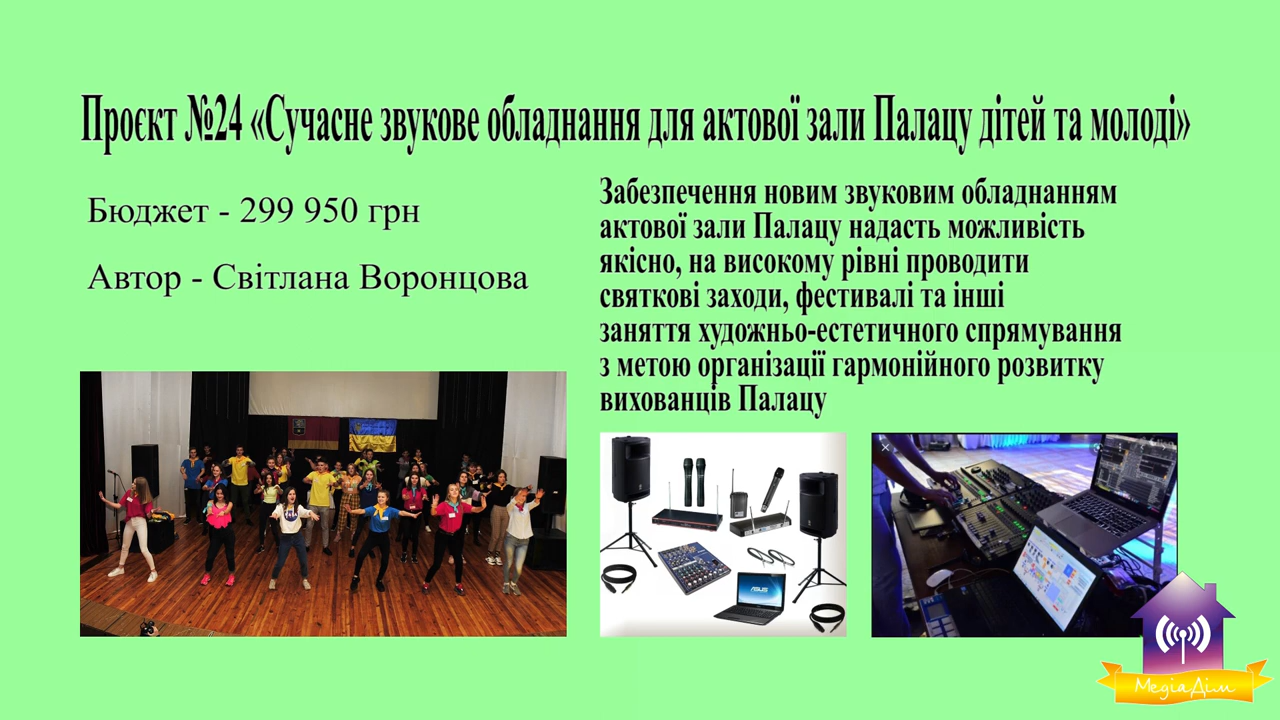 Проєкт №24 «Сучасне звукове обладнання для актової зали Палацу дітей та молоді»
Бюджет - 299 950 грн
Автор - Світлана Воронцова
Забезпечення новим звуковим обладнанням
актової зали Палацу надасть можливість
якісно, на високому рівні проводити
святкові заходи, фестивалі та інші
заняття художньо-естетичного спрямування
з метою організації гармонійного розвитку
вихованців Палацу
ASUS
МедіаДім